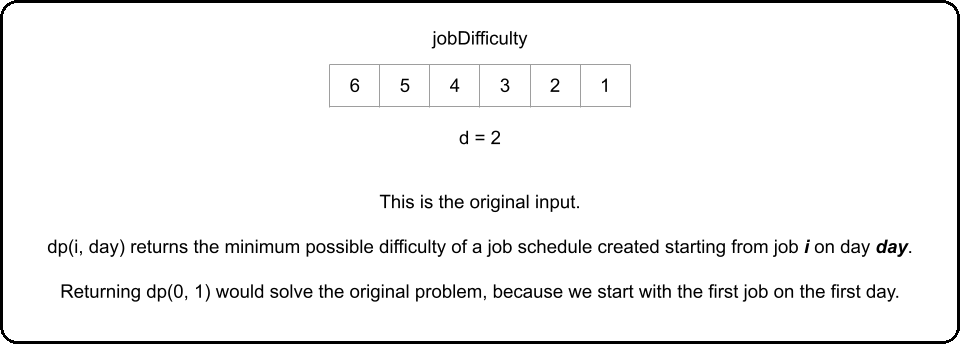 jobDifficulty
6 5 4 3 2 1
d = 2
This is the original input.
dp(i, day) returns the minimum possible difficulty of a job schedule created starting from job i on day day.
Returning dp(0, 1) would solve the original problem, because we start with the first job on the first day.